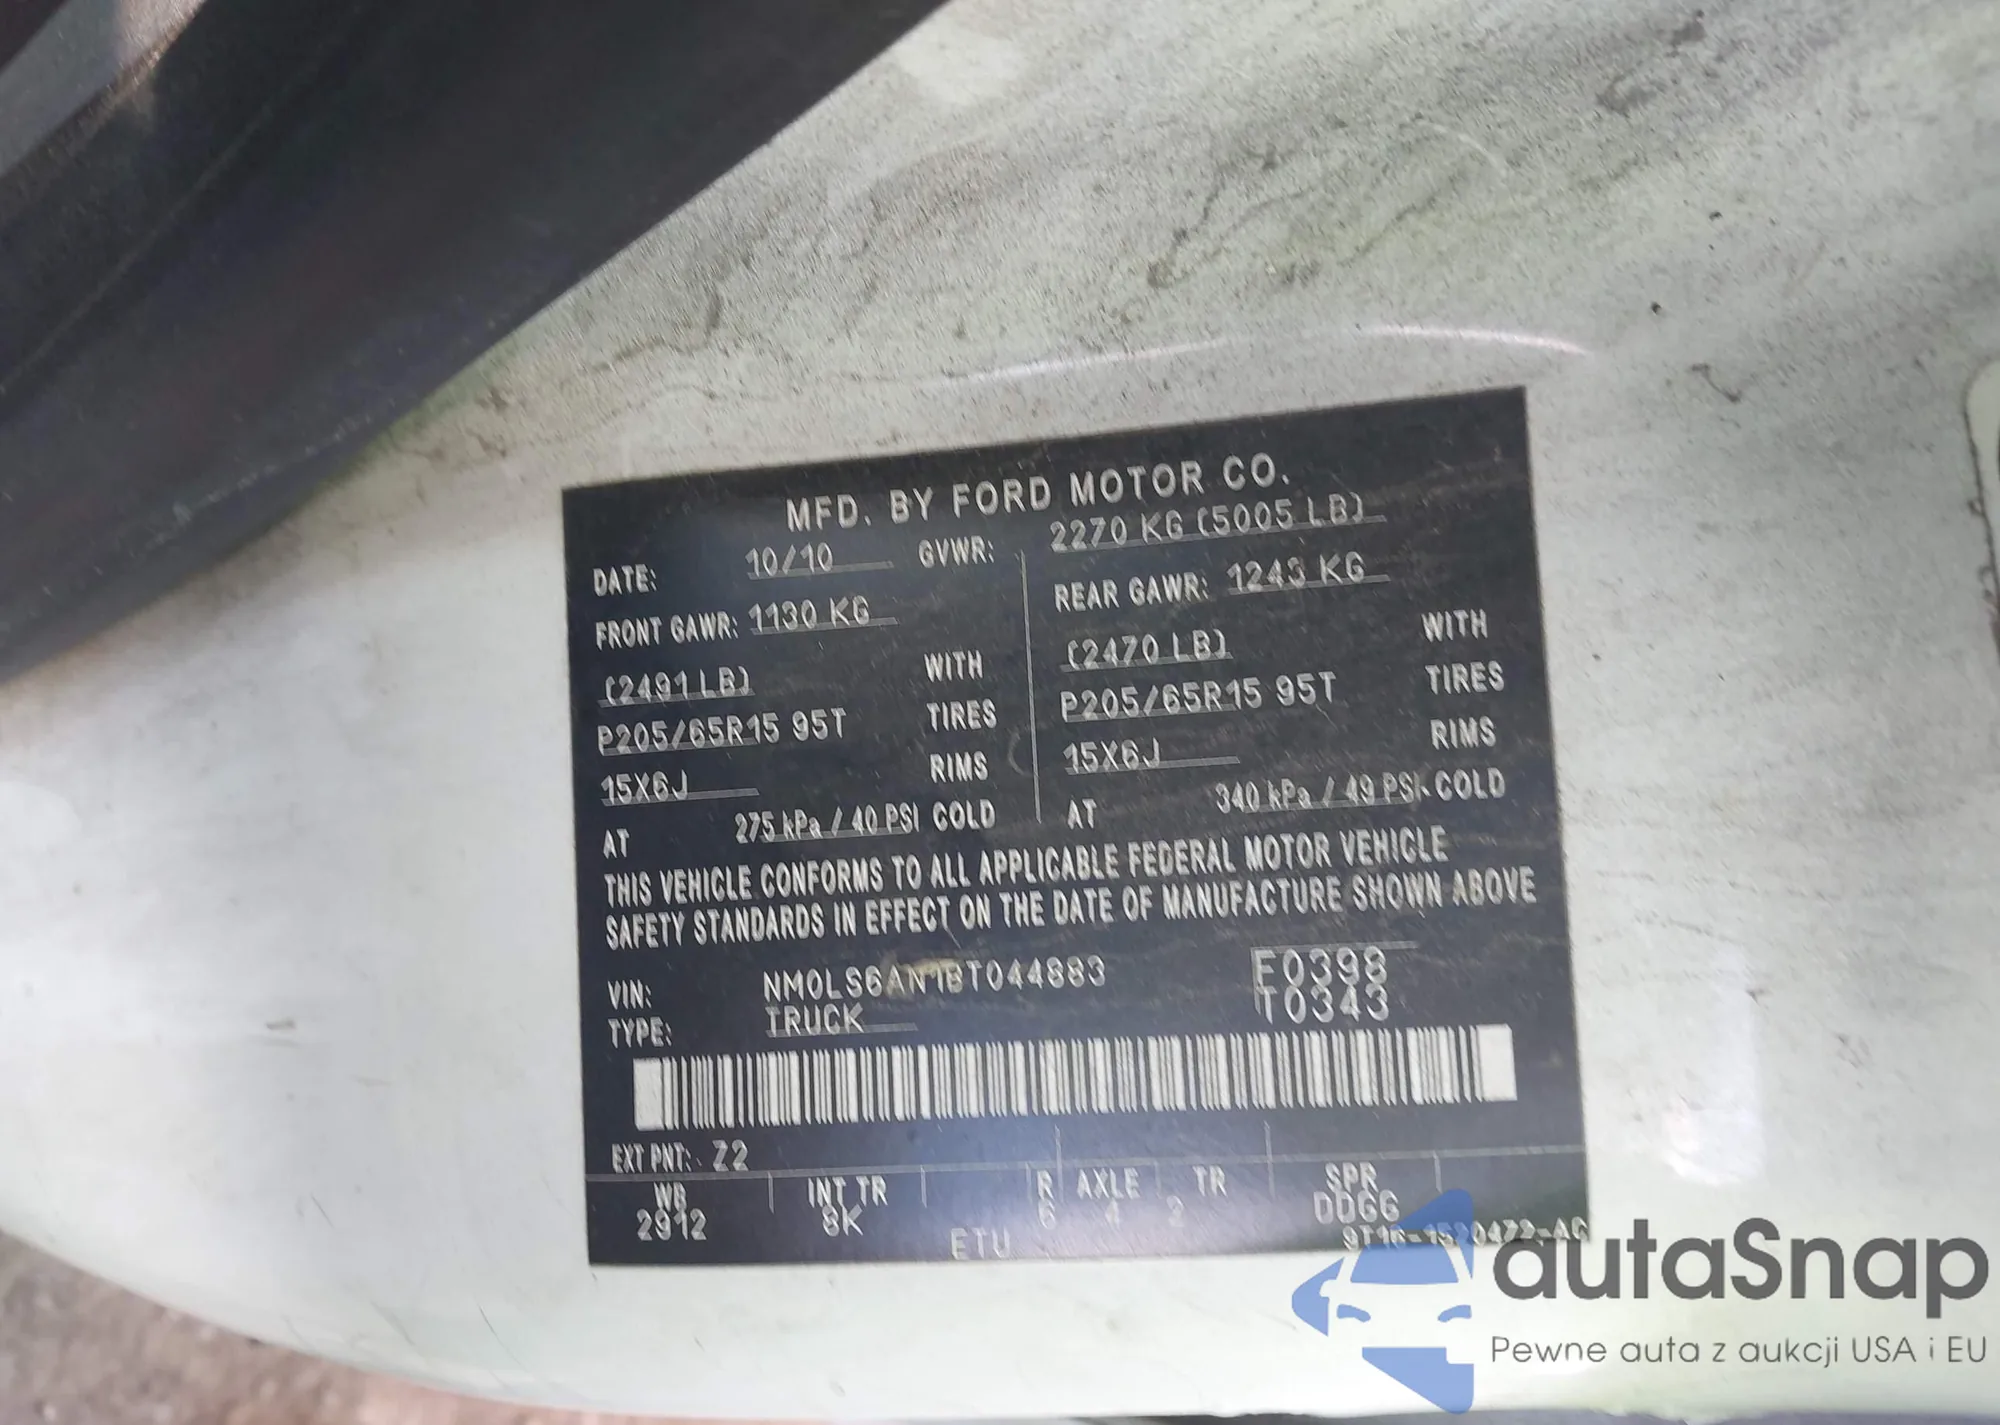 MFD. BY FORD MOTOR CO.
DATE: 10/10 GVWR: 2270 KG (5005 LB)
FRONT GAWR: 1130 KG REAR GAWR: 1243 KG
(2491 LB) WITH (2470 LB) WITH
P205/65R15 95T TIRES P205/65R15 95T TIRES
15X6J RIMS 15X6J RIMS
AT 275 kPa / 40 PSI COLD AT 340 kPa / 49 PSI COLD
THIS VEHICLE CONFORMS TO ALL APPLICABLE FEDERAL MOTOR VEHICLE
SAFETY STANDARDS IN EFFECT ON THE DATE OF MANUFACTURE SHOWN ABOVE
VIN: NM0LS6AN1BT044883 F0398
TYPE: TRUCK T0343
EXT PNT: Z2
WB INT TR R AXLE TR SPR
2912 8K 6 4 2 DDGG
ETU
autaSnap
Pewne auta z aukcji USA i EU